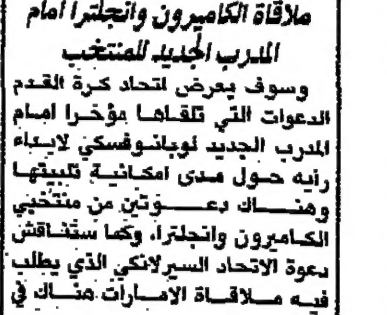 ملاقاة الكاميرون وانجلترا امام
المدرب الجديد للمنتخب
وسوف يعرض لتحاد كرة القدم
الدعوات التي تلقاها مؤخرا امام
المدرب الجديد لوبانوفسكي لابداء
رأيه حول مدى امكانية تلبيتها
وهناك دعوتين من منتخبي
الكاميرون وانجلترا، وكما ستناقش
دعوة الاتحاد السيرلانكي الذي يطلب
فيه ملاقاة الامارات هناك في